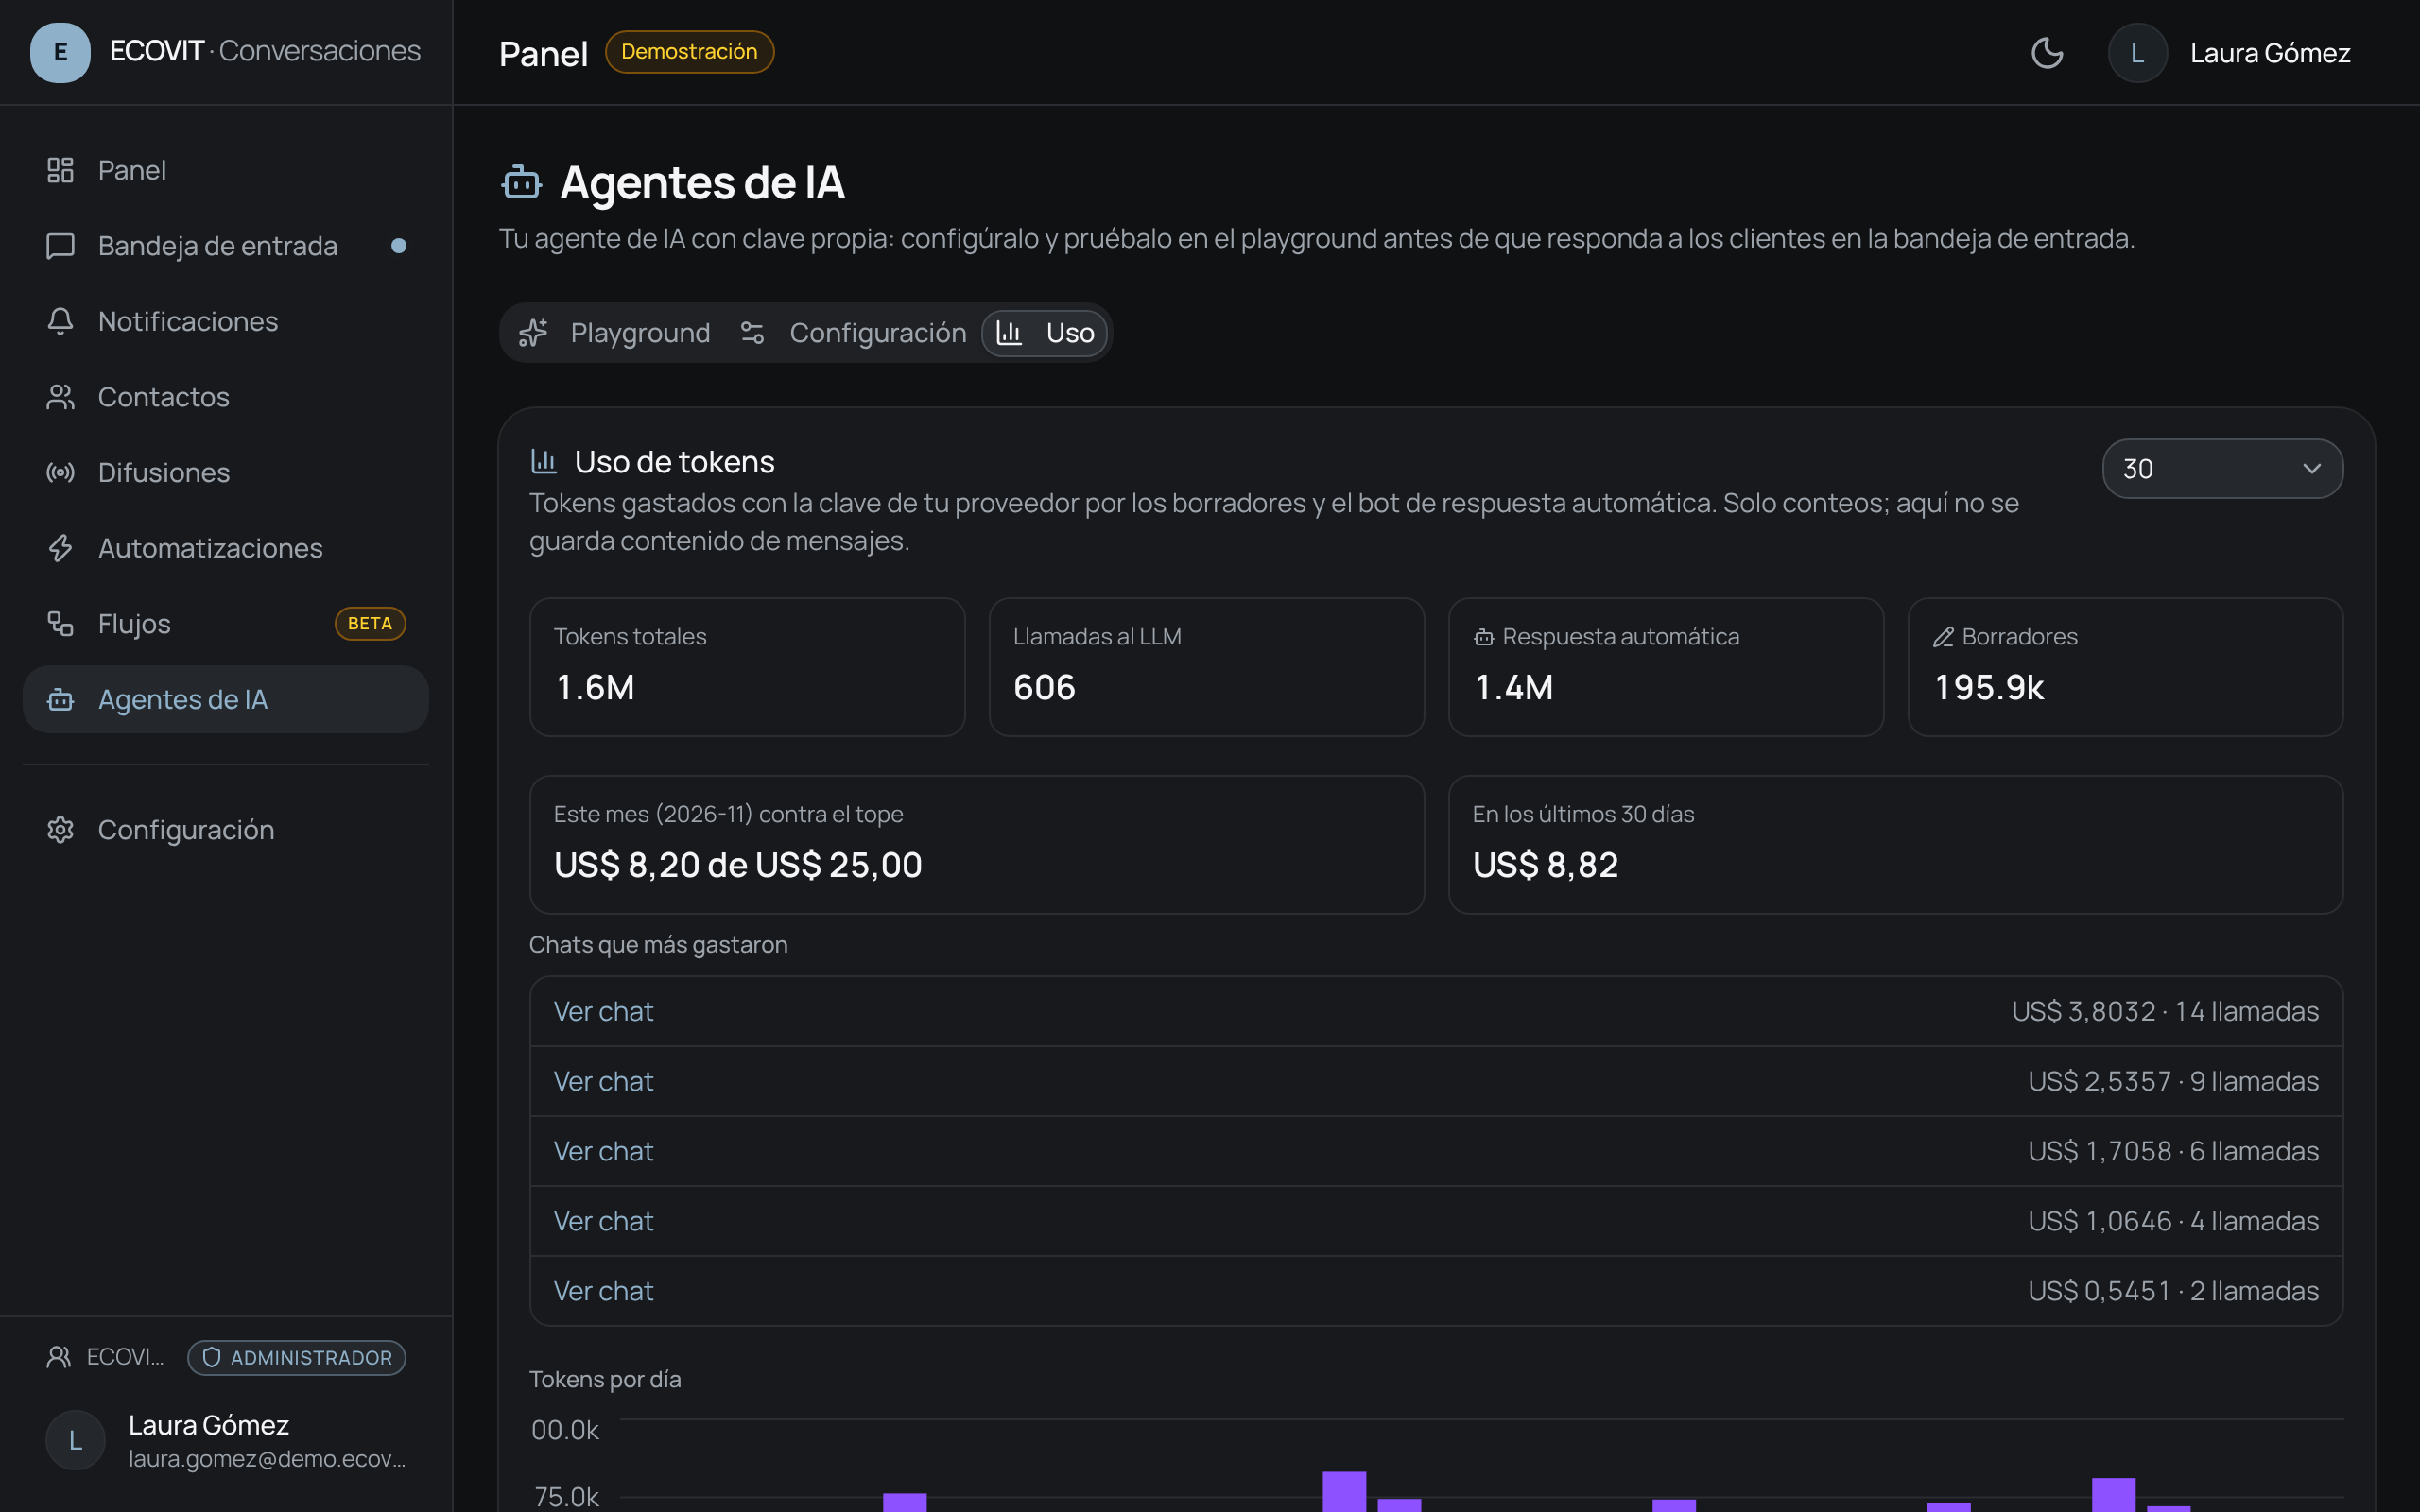 E
ECOVIT · Conversaciones
Panel
Bandeja de entrada
Notificaciones
Contactos
Difusiones
Automatizaciones
Flujos BETA
Agentes de IA
Configuración
ECOVI... ADMINISTRADOR
L
Laura Gómez
laura.gomez@demo.ecov...
Panel Demostración
L Laura Gómez
Agentes de IA
Tu agente de IA con clave propia: configúralo y pruébalo en el playground antes de que responda a los clientes en la bandeja de entrada.
Playground Configuración Uso
Uso de tokens
30
Tokens gastados con la clave de tu proveedor por los borradores y el bot de respuesta automática. Solo conteos; aquí no se
guarda contenido de mensajes.
Tokens totales
1.6M
Llamadas al LLM
606
Respuesta automática
1.4M
Borradores
195.9k
Este mes (2026-11) contra el tope
US$ 8,20 de US$ 25,00
En los últimos 30 días
US$ 8,82
Chats que más gastaron
Ver chat US$ 3,8032 · 14 llamadas
Ver chat US$ 2,5357 · 9 llamadas
Ver chat US$ 1,7058 · 6 llamadas
Ver chat US$ 1,0646 · 4 llamadas
Ver chat US$ 0,5451 · 2 llamadas
Tokens por día
00.0k
75.0k